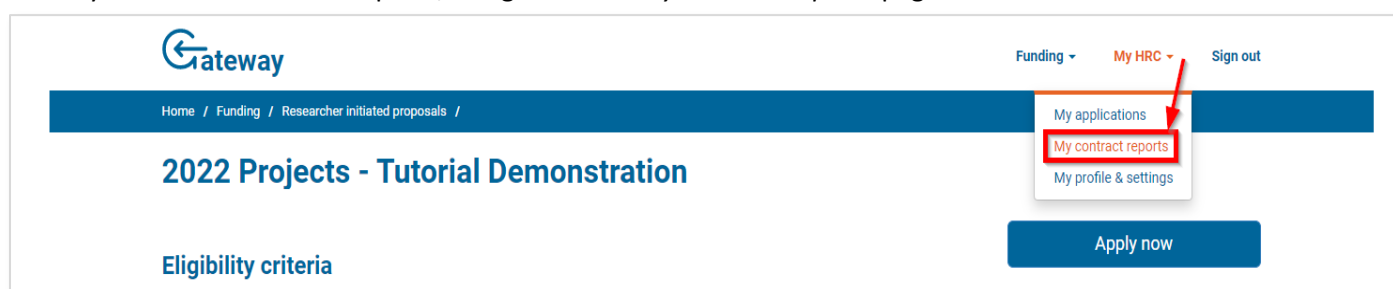 Gateway
Funding My HRC Sign out
Home / Funding / Researcher initiated proposals /
My applications
My contract reports
My profile & settings
2022 Projects - Tutorial Demonstration
Apply now
Eligibility criteria